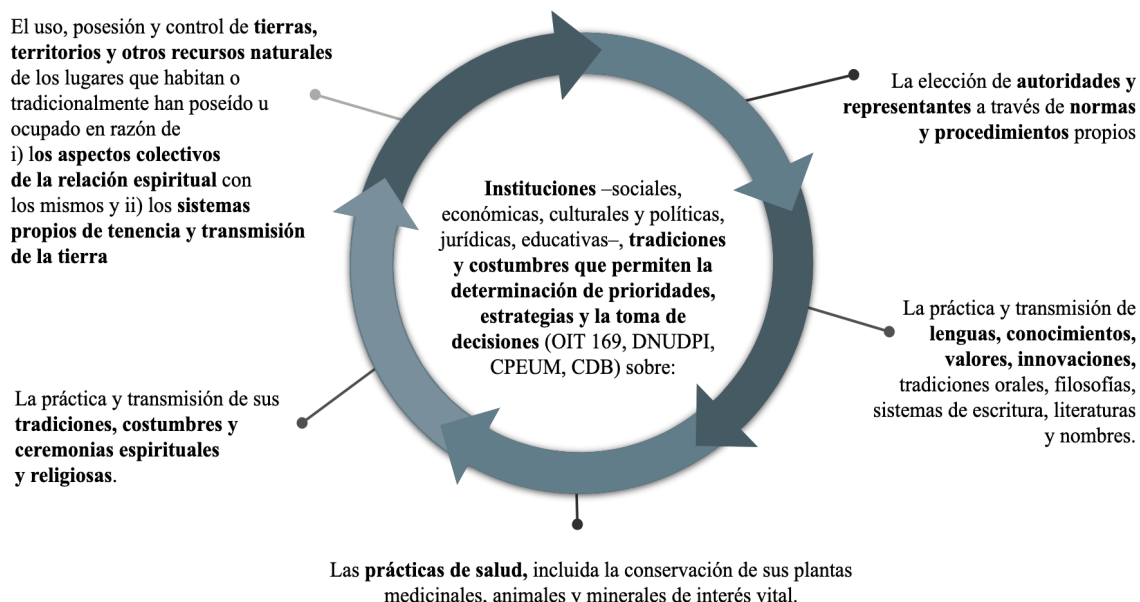 El uso, posesión y control de tierras,
territorios y otros recursos naturales
de los lugares que habitan o
tradicionalmente han poseído u
ocupado en razón de
i) los aspectos colectivos
de la relación espiritual con
los mismos y ii) los sistemas
propios de tenencia y transmisión
de la tierra
La elección de autoridades y
representantes a través de normas
y procedimientos propios
Instituciones –sociales,
económicas, culturales y políticas,
jurídicas, educativas–, tradiciones
y costumbres que permiten la
determinación de prioridades,
estrategias y la toma de
decisiones (OIT 169, DNUDPI,
CPEUM, CDB) sobre:
La práctica y transmisión de
lenguas, conocimientos,
valores, innovaciones,
tradiciones orales, filosofías,
sistemas de escritura, literaturas
y nombres.
La práctica y transmisión de sus
tradiciones, costumbres y
ceremonias espirituales
y religiosas.
Las prácticas de salud, incluida la conservación de sus plantas
medicinales, animales y minerales de interés vital.